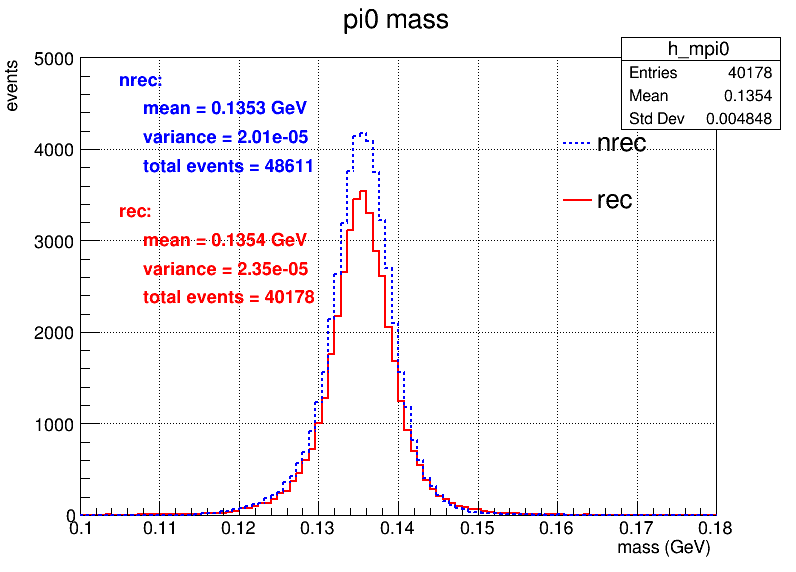 pi0 mass
h_mpi0
Entries 40178
Mean 0.1354
Std Dev 0.004848
events
5000
4000
3000
2000
1000
0
nrec:
mean = 0.1353 GeV
variance = 2.01e-05
total events = 48611
rec:
mean = 0.1354 GeV
variance = 2.35e-05
total events = 40178
nrec
rec
0.1 0.11 0.12 0.13 0.14 0.15 0.16 0.17 0.18
mass (GeV)